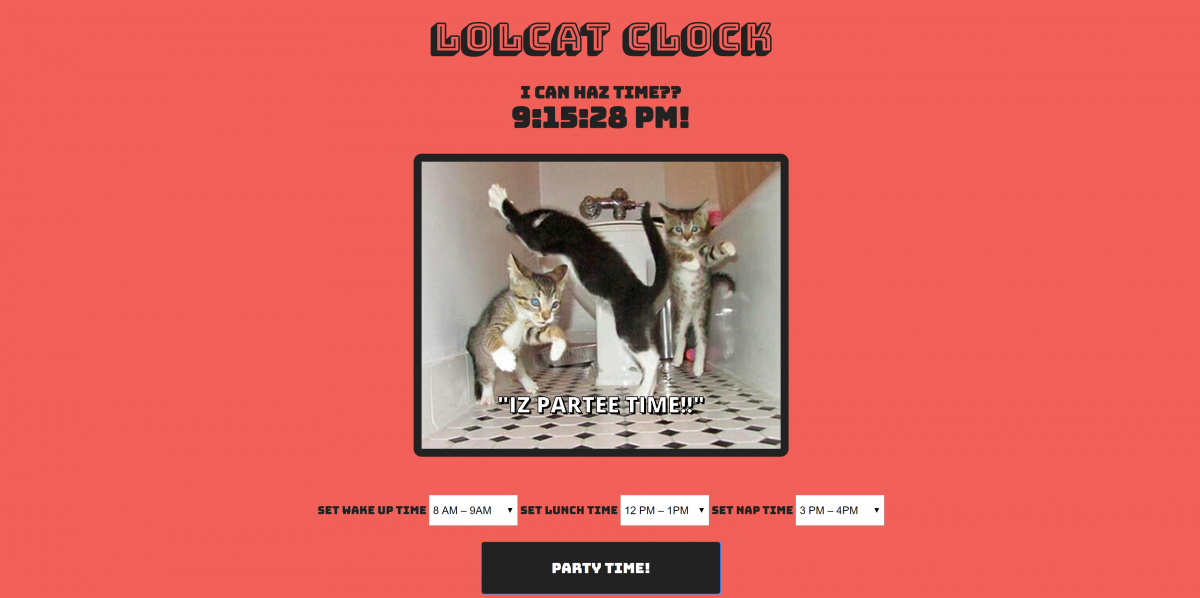 LOLCAT CLOCK
I CAN HAZ TIME??
9:15:28 PM!
"IZ PARTEE TIME!!"
SET WAKE UP TIME 8 AM – 9AM SET LUNCH TIME 12 PM – 1PM SET NAP TIME 3 PM – 4PM
PARTY TIME!